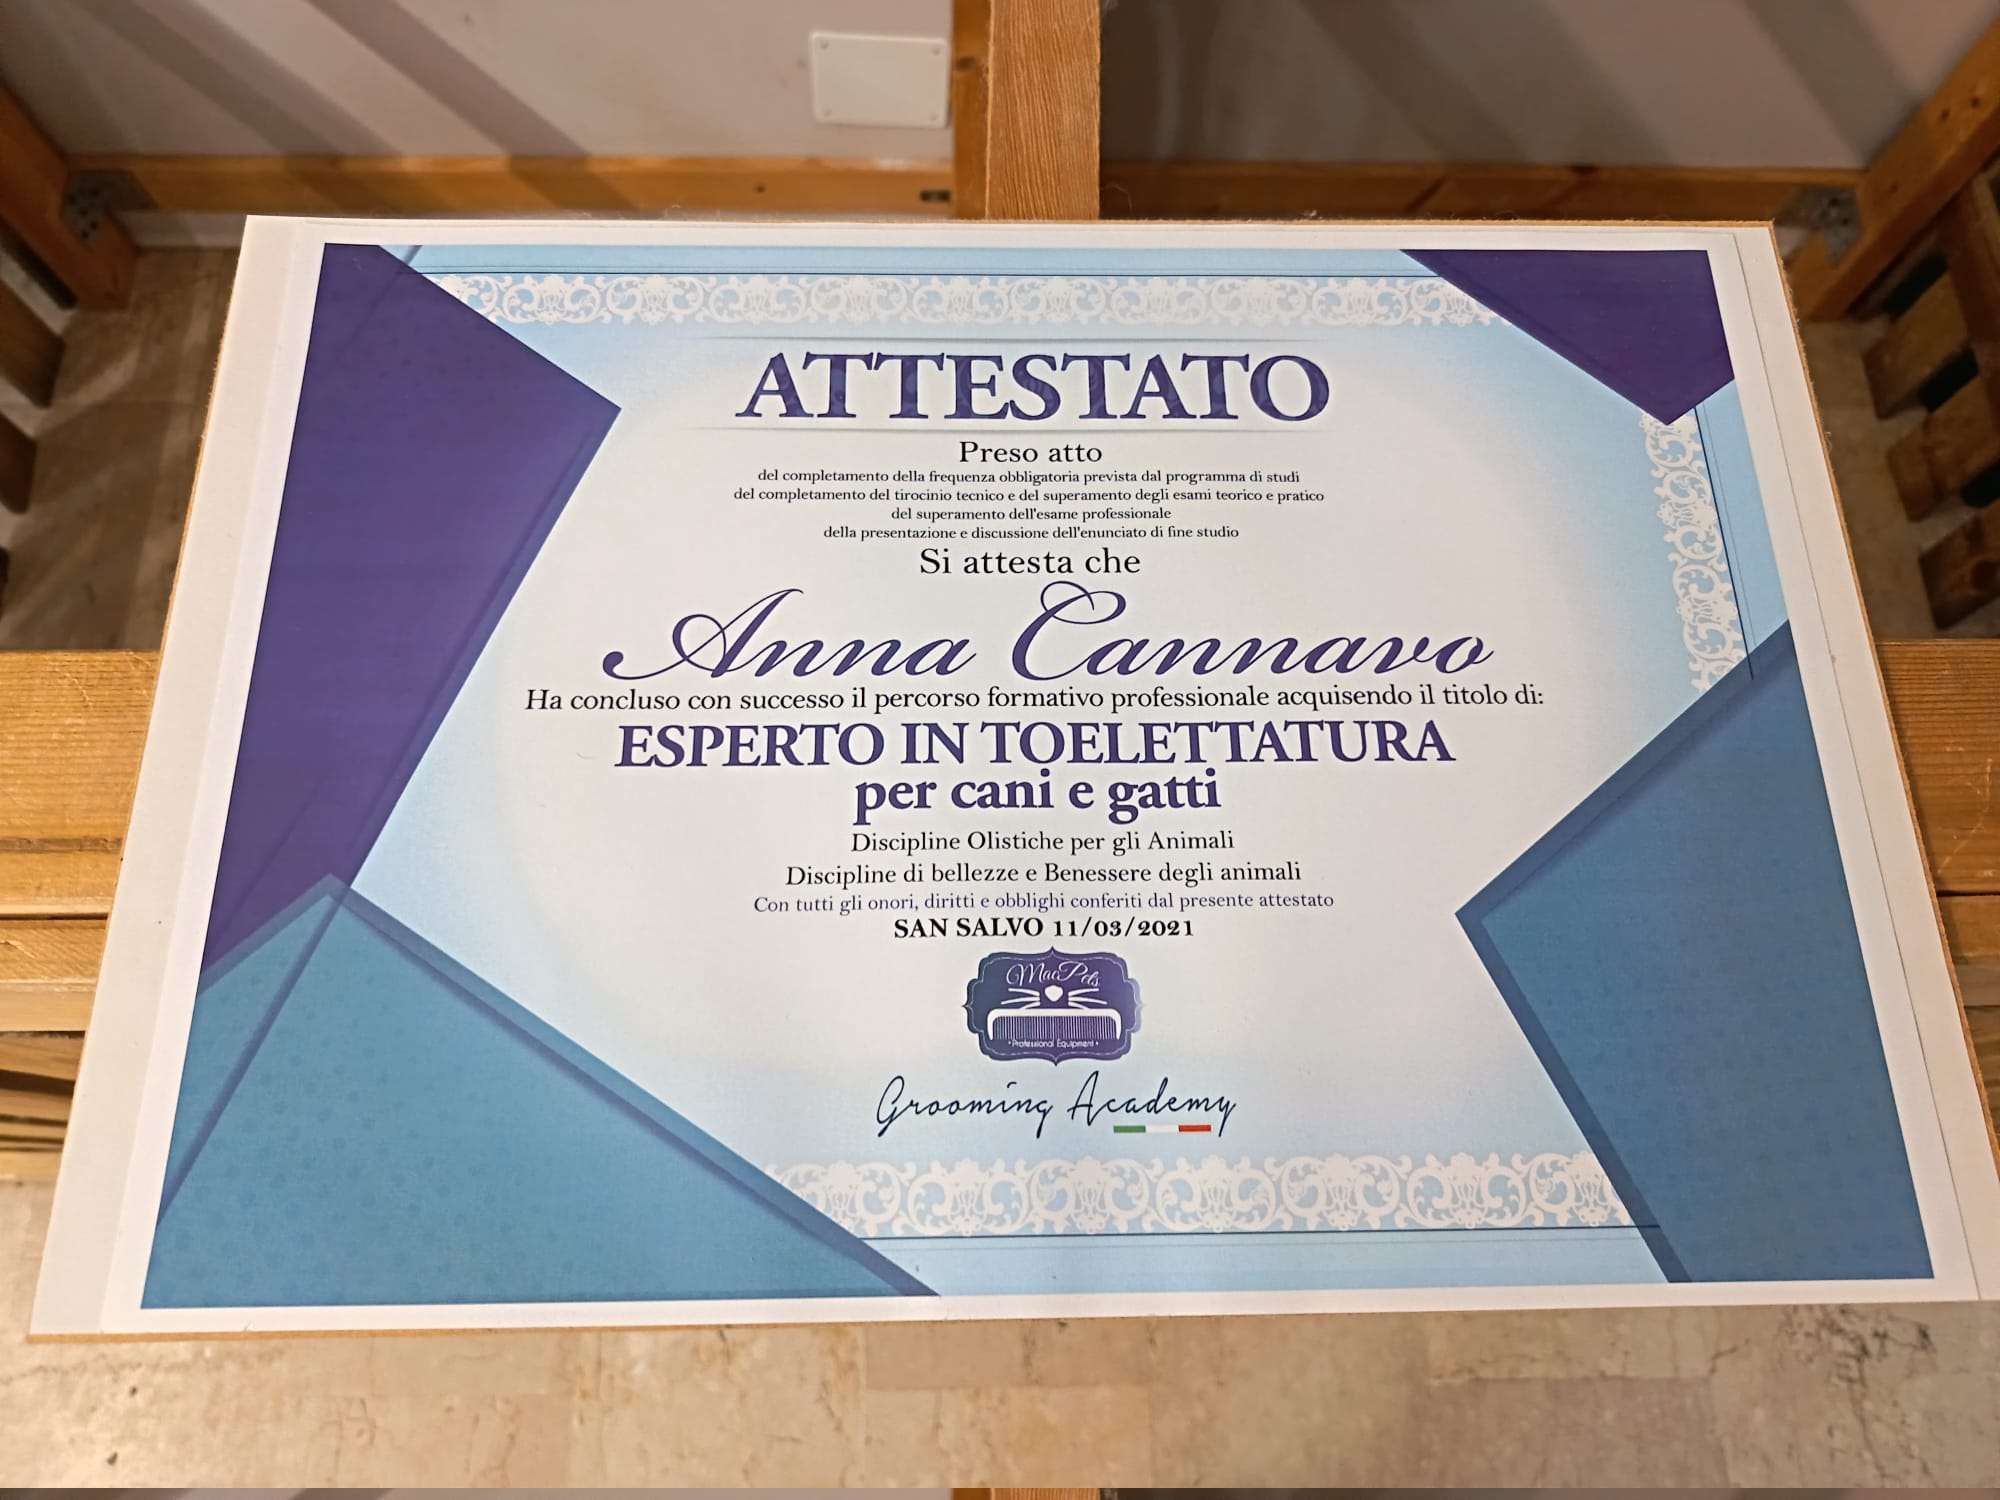 ATTESTATO
Preso atto
del completamento della frequenza obbligatoria prevista dal programma di studi
del completamento del tirocinio tecnico e del superamento degli esami teorico e pratico
del superamento dell'esame professionale
della presentazione e discussione dell'enunciato di fine studio
Si attesta che
Anna Cannavo
Ha concluso con successo il percorso formativo professionale acquisendo il titolo di:
ESPERTO IN TOELETTATURA
per cani e gatti
Discipline Olistiche per gli Animali
Discipline di bellezze e Benessere degli animali
Con tutti gli onori, diritti e obblighi conferiti dal presente attestato
SAN SALVO 11/03/2021
MacPets
• Professional Equipment •
Grooming Academy